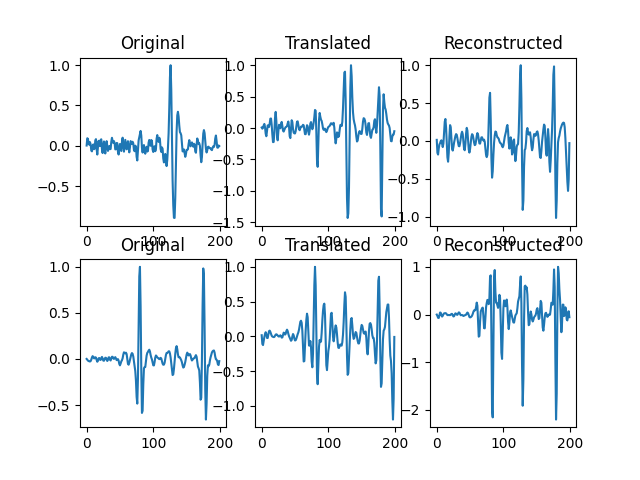 Original Translated Reconstructed
1.0 1.0 1.0
0.5 0.5 0.5
0.0 0.0 0.0
−0.5 −0.5 −0.5
−1.0 −1.0
−1.5
0 100 200 0 100 200 0 100 200
Original Translated Reconstructed
1.0 1.0 1
0.5 0.5 0
0.0 0.0 −1
−0.5 −0.5 −2
−1.0
0 100 200 0 100 200 0 100 200